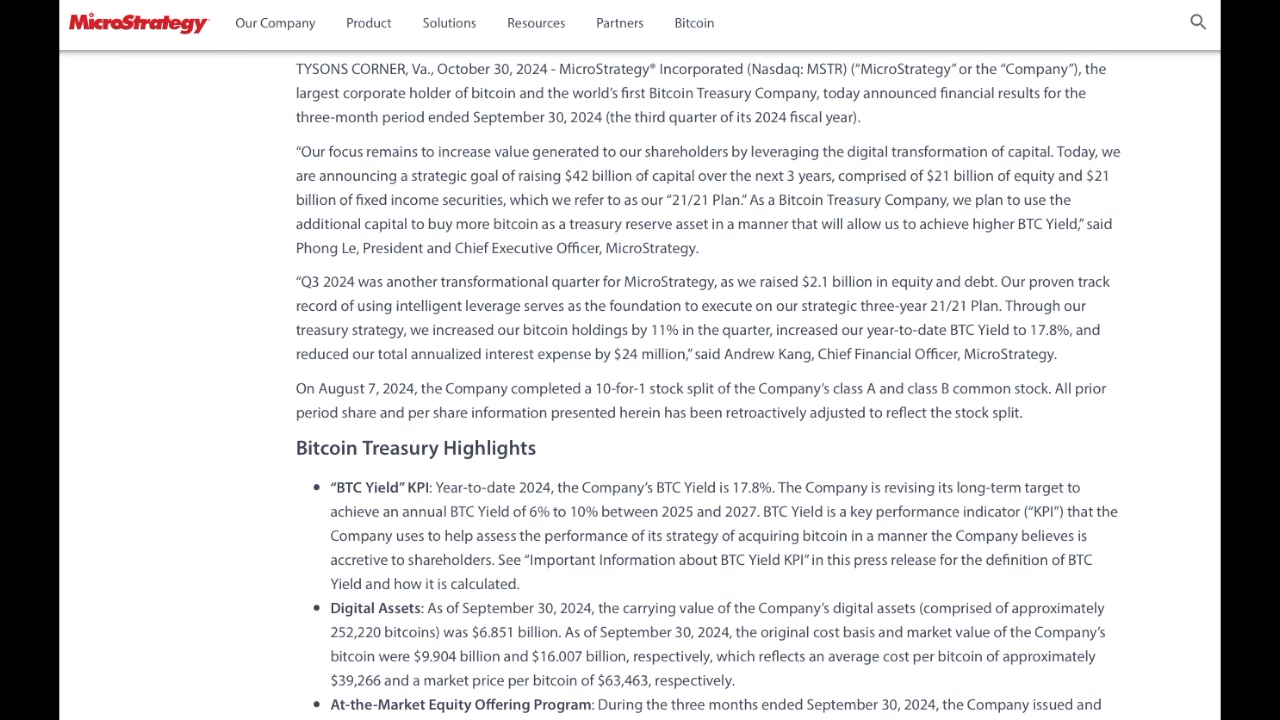 MicroStrategy Our Company Product Solutions Resources Partners Bitcoin
TYSONS CORNER, Va., October 30, 2024 - MicroStrategy® Incorporated (Nasdaq: MSTR) (“MicroStrategy” or the “Company”), the
largest corporate holder of bitcoin and the world’s first Bitcoin Treasury Company, today announced financial results for the
three-month period ended September 30, 2024 (the third quarter of its 2024 fiscal year).
“Our focus remains to increase value generated to our shareholders by leveraging the digital transformation of capital. Today, we
are announcing a strategic goal of raising $42 billion of capital over the next 3 years, comprised of $21 billion of equity and $21
billion of fixed income securities, which we refer to as our “21/21 Plan.” As a Bitcoin Treasury Company, we plan to use the
additional capital to buy more bitcoin as a treasury reserve asset in a manner that will allow us to achieve higher BTC Yield,” said
Phong Le, President and Chief Executive Officer, MicroStrategy.
“Q3 2024 was another transformational quarter for MicroStrategy, as we raised $2.1 billion in equity and debt. Our proven track
record of using intelligent leverage serves as the foundation to execute on our strategic three-year 21/21 Plan. Through our
treasury strategy, we increased our bitcoin holdings by 11% in the quarter, increased our year-to-date BTC Yield to 17.8%, and
reduced our total annualized interest expense by $24 million,” said Andrew Kang, Chief Financial Officer, MicroStrategy.
On August 7, 2024, the Company completed a 10-for-1 stock split of the Company’s class A and class B common stock. All prior
period share and per share information presented herein has been retroactively adjusted to reflect the stock split.
Bitcoin Treasury Highlights
• “BTC Yield” KPI: Year-to-date 2024, the Company’s BTC Yield is 17.8%. The Company is revising its long-term target to
achieve an annual BTC Yield of 6% to 10% between 2025 and 2027. BTC Yield is a key performance indicator (“KPI”) that the
Company uses to help assess the performance of its strategy of acquiring bitcoin in a manner the Company believes is
accretive to shareholders. See “Important Information about BTC Yield KPI” in this press release for the definition of BTC
Yield and how it is calculated.
• Digital Assets: As of September 30, 2024, the carrying value of the Company’s digital assets (comprised of approximately
252,220 bitcoins) was $6.851 billion. As of September 30, 2024, the original cost basis and market value of the Company’s
bitcoin were $9.904 billion and $16.007 billion, respectively, which reflects an average cost per bitcoin of approximately
$39,266 and a market price per bitcoin of $63,463, respectively.
• At-the-Market Equity Offering Program: During the three months ended September 30, 2024, the Company issued and